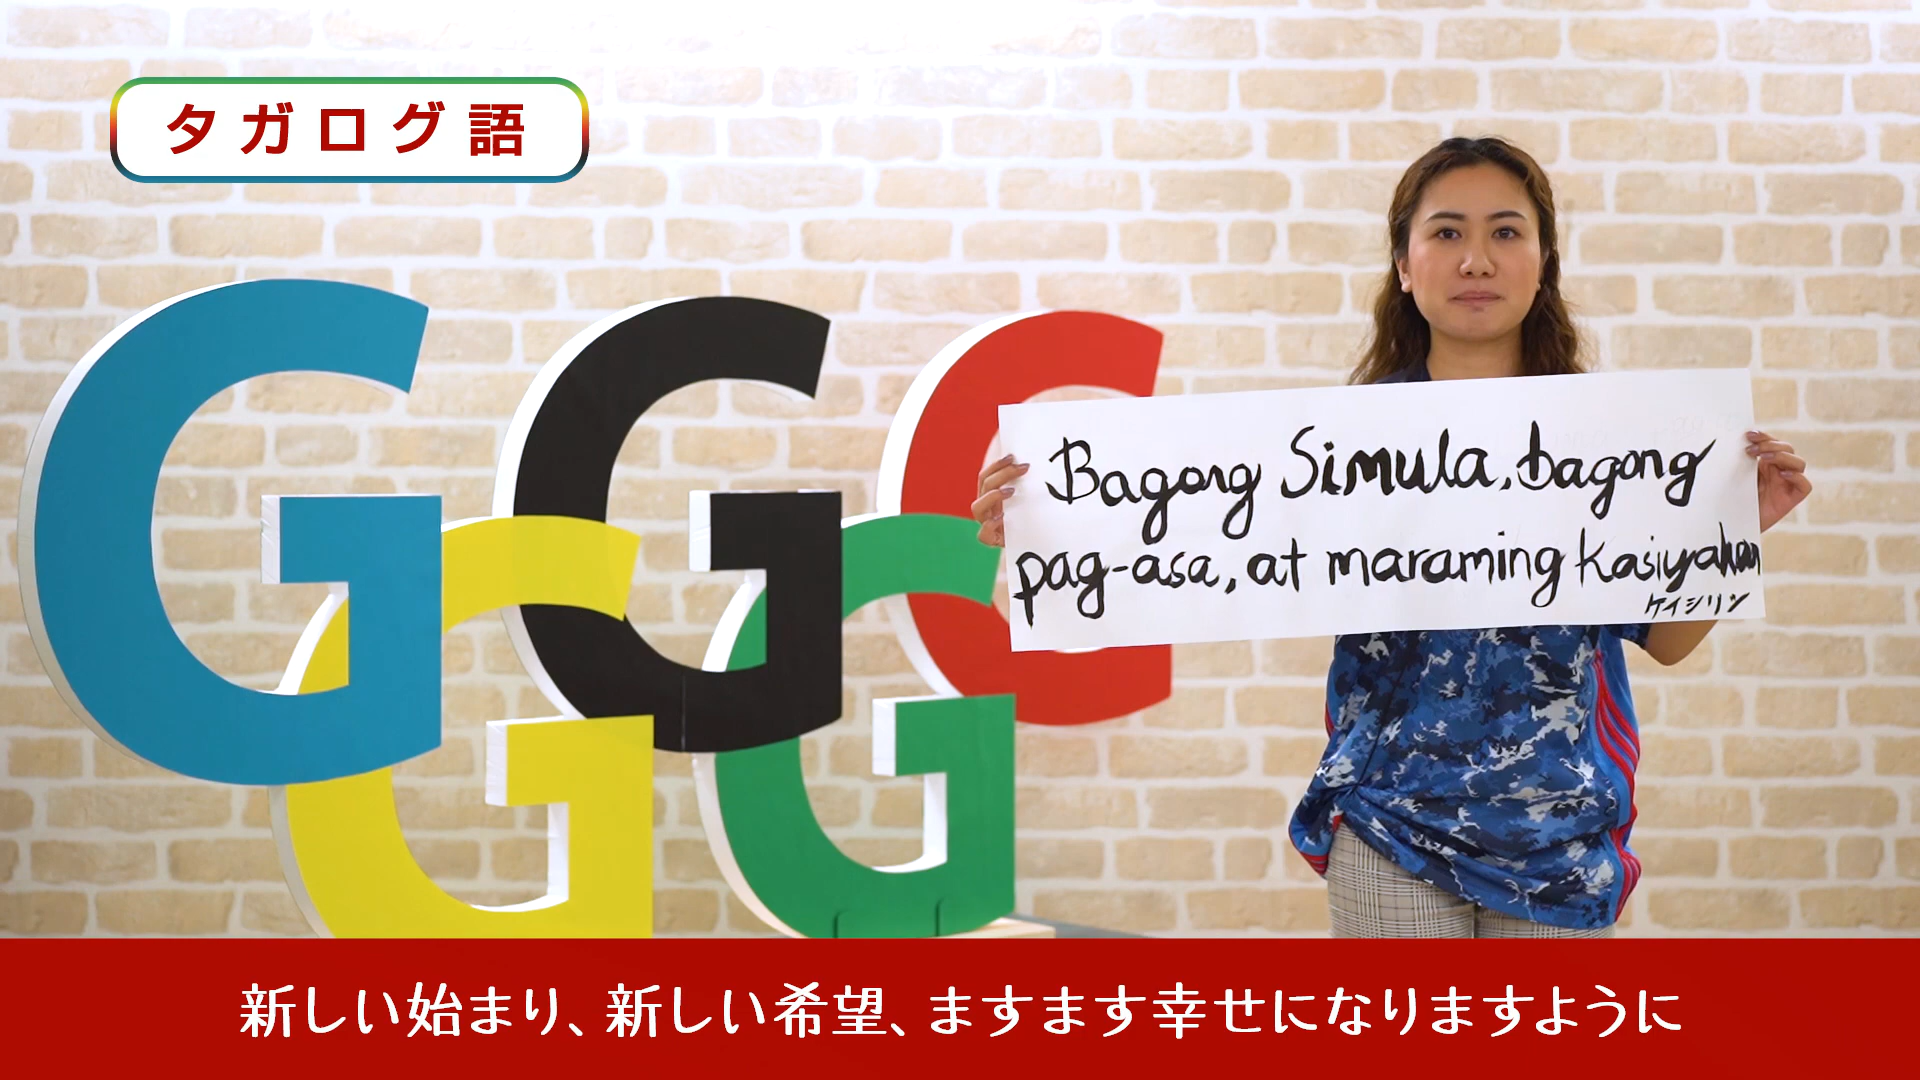 タガログ語
G G G G G
Bagong Simula, bagong
pag-asa, at maraming kasiyahan
ケイシリン
新しい始まり、新しい希望、ますます幸せになりますように